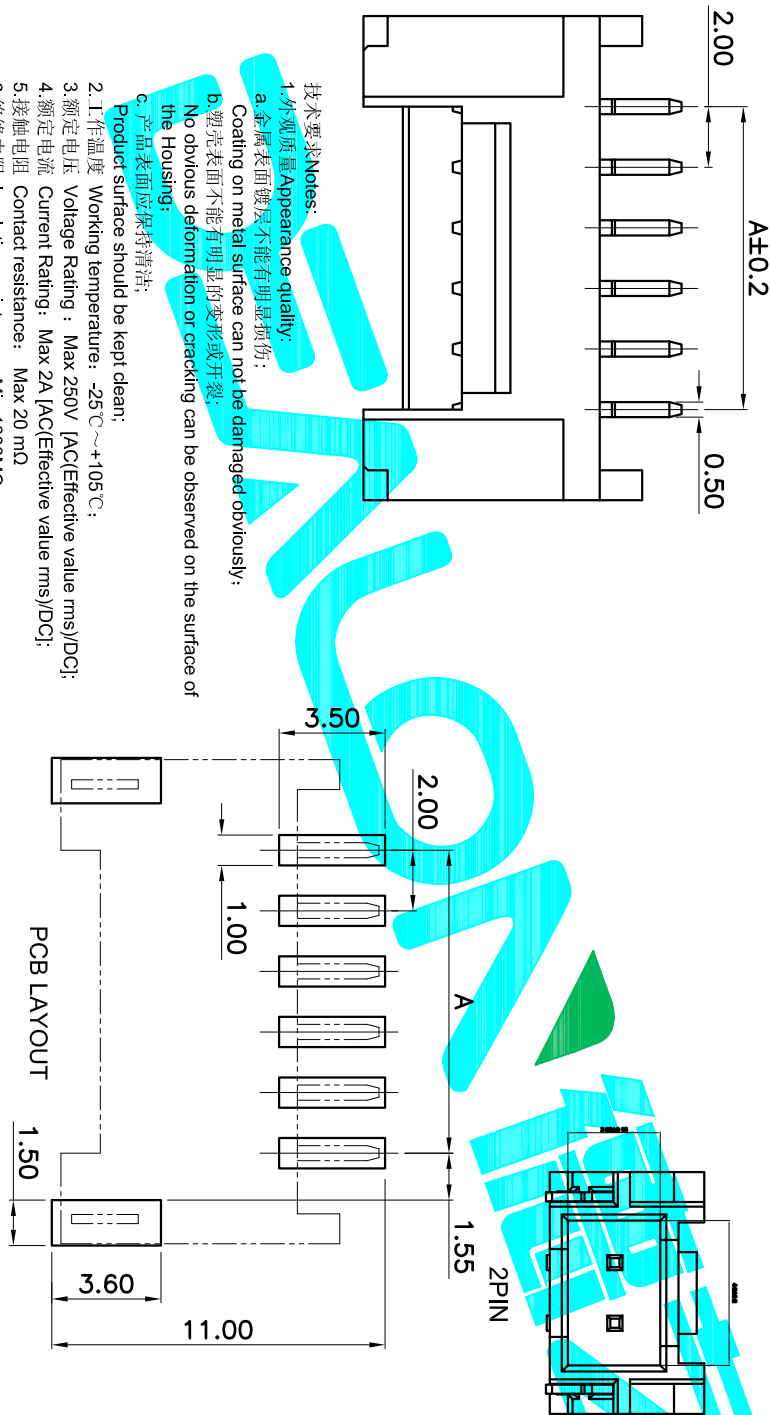 2.00
A±0.2
0.50
技术要求Notes:
1.外观质量Appearance quality:
a.金属表面镀层不能有明显损伤;
Coating on metal surface can not be damaged obviously;
b.塑壳表面不能有明显的变形或开裂;
No obvious deformation or cracking can be observed on the surface of
the Housing;
c.产品表面应保持清洁;
Product surface should be kept clean;
2.工作温度 Working temperature: -25℃~+105℃;
3.额定电压 Voltage Rating : Max 250V [AC(Effective value rms)/DC];
4.额定电流 Current Rating: Max 2A [AC(Effective value rms)/DC];
5.接触电阻 Contact resistance: Max 20 mΩ
3.50
2.00
1.00
A
PCB LAYOUT
1.50
1.55
3.60
11.00
2PIN